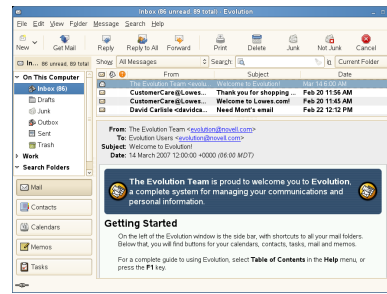 Inbox (86 unread, 89 total) - Evolution
File Edit View Folder Message Search Help
New Get Mail Reply Reply to All Forward Print Delete Junk Not Junk Cancel
In... 86 unread, 89 total Show: All Messages Search: in Current Folder
On This Computer
Inbox (86)
Drafts
Junk
Outbox
Sent
Trash
Work
Search Folders
Mail
Contacts
Calendars
Memos
Tasks
From Subject Date
The Evolution Team <evolu Welcome to Evolution! Mar 14 6:00 AM
CustomerCare@Lowes... Thank you for shopping ... Feb 20 11:56 AM
CustomerCare@Lowes... Welcome to Lowes.com! Feb 20 11:45 AM
David Carlisle <davidca... Need Mont's email Feb 22 12:12 PM
From: The Evolution Team <evolution@novell.com>
To: Evolution Users <evolution@novell.com>
Subject: Welcome to Evolution!
Date: 14 March 2007 12:00:00 +0000 (06:00 MDT)
The Evolution Team is proud to welcome you to Evolution,
a complete system for managing your communications and
personal information.
Getting Started
On the left of the Evolution window is the side bar, with shortcuts to all your mail folders.
Below that, you will find buttons for your calendars, contacts, tasks, mail and memos.
For a complete guide to using Evolution, select Table of Contents in the Help menu, or
press the F1 key.